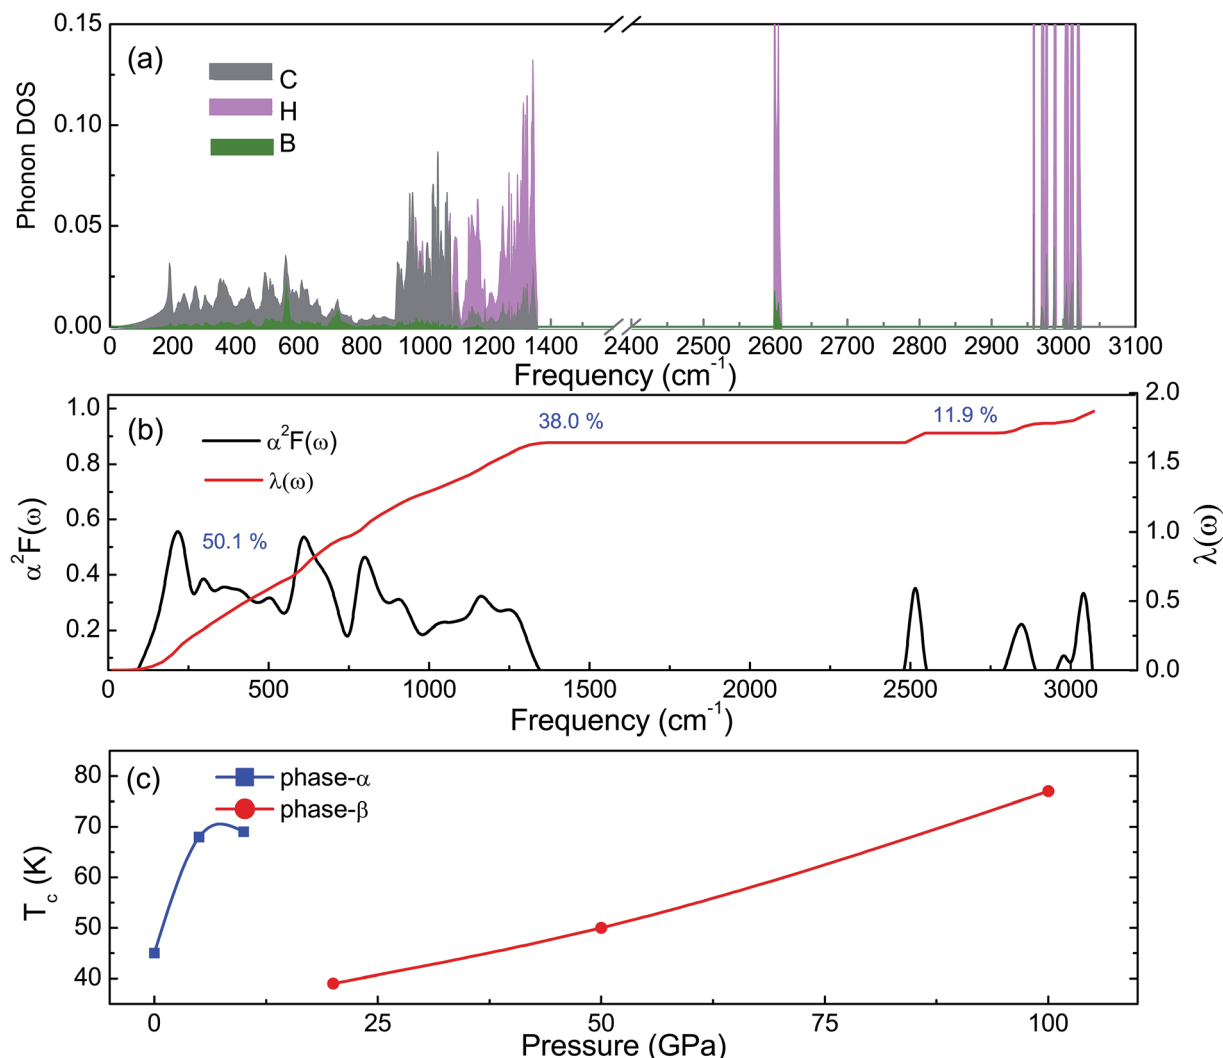 0.15
(a)
C
H
B
0.10
0.05
0.00
Phonon DOS
0 200 400 600 800 1000 1200 1400 2400 2500 2600 2700 2800 2900 3000 3100
Frequency (cm⁻¹)
1.0
(b)
α²F(ω)
λ(ω)
38.0 %
11.9 %
2.0
0.8
1.5
0.6
50.1 %
1.0
0.4
0.5
0.2
0.0
α²F(ω)
λ(ω)
0 500 1000 1500 2000 2500 3000
Frequency (cm⁻¹)
(c)
phase-α
phase-β
80
70
60
50
40
T_c (K)
0 25 50 75 100
Pressure (GPa)